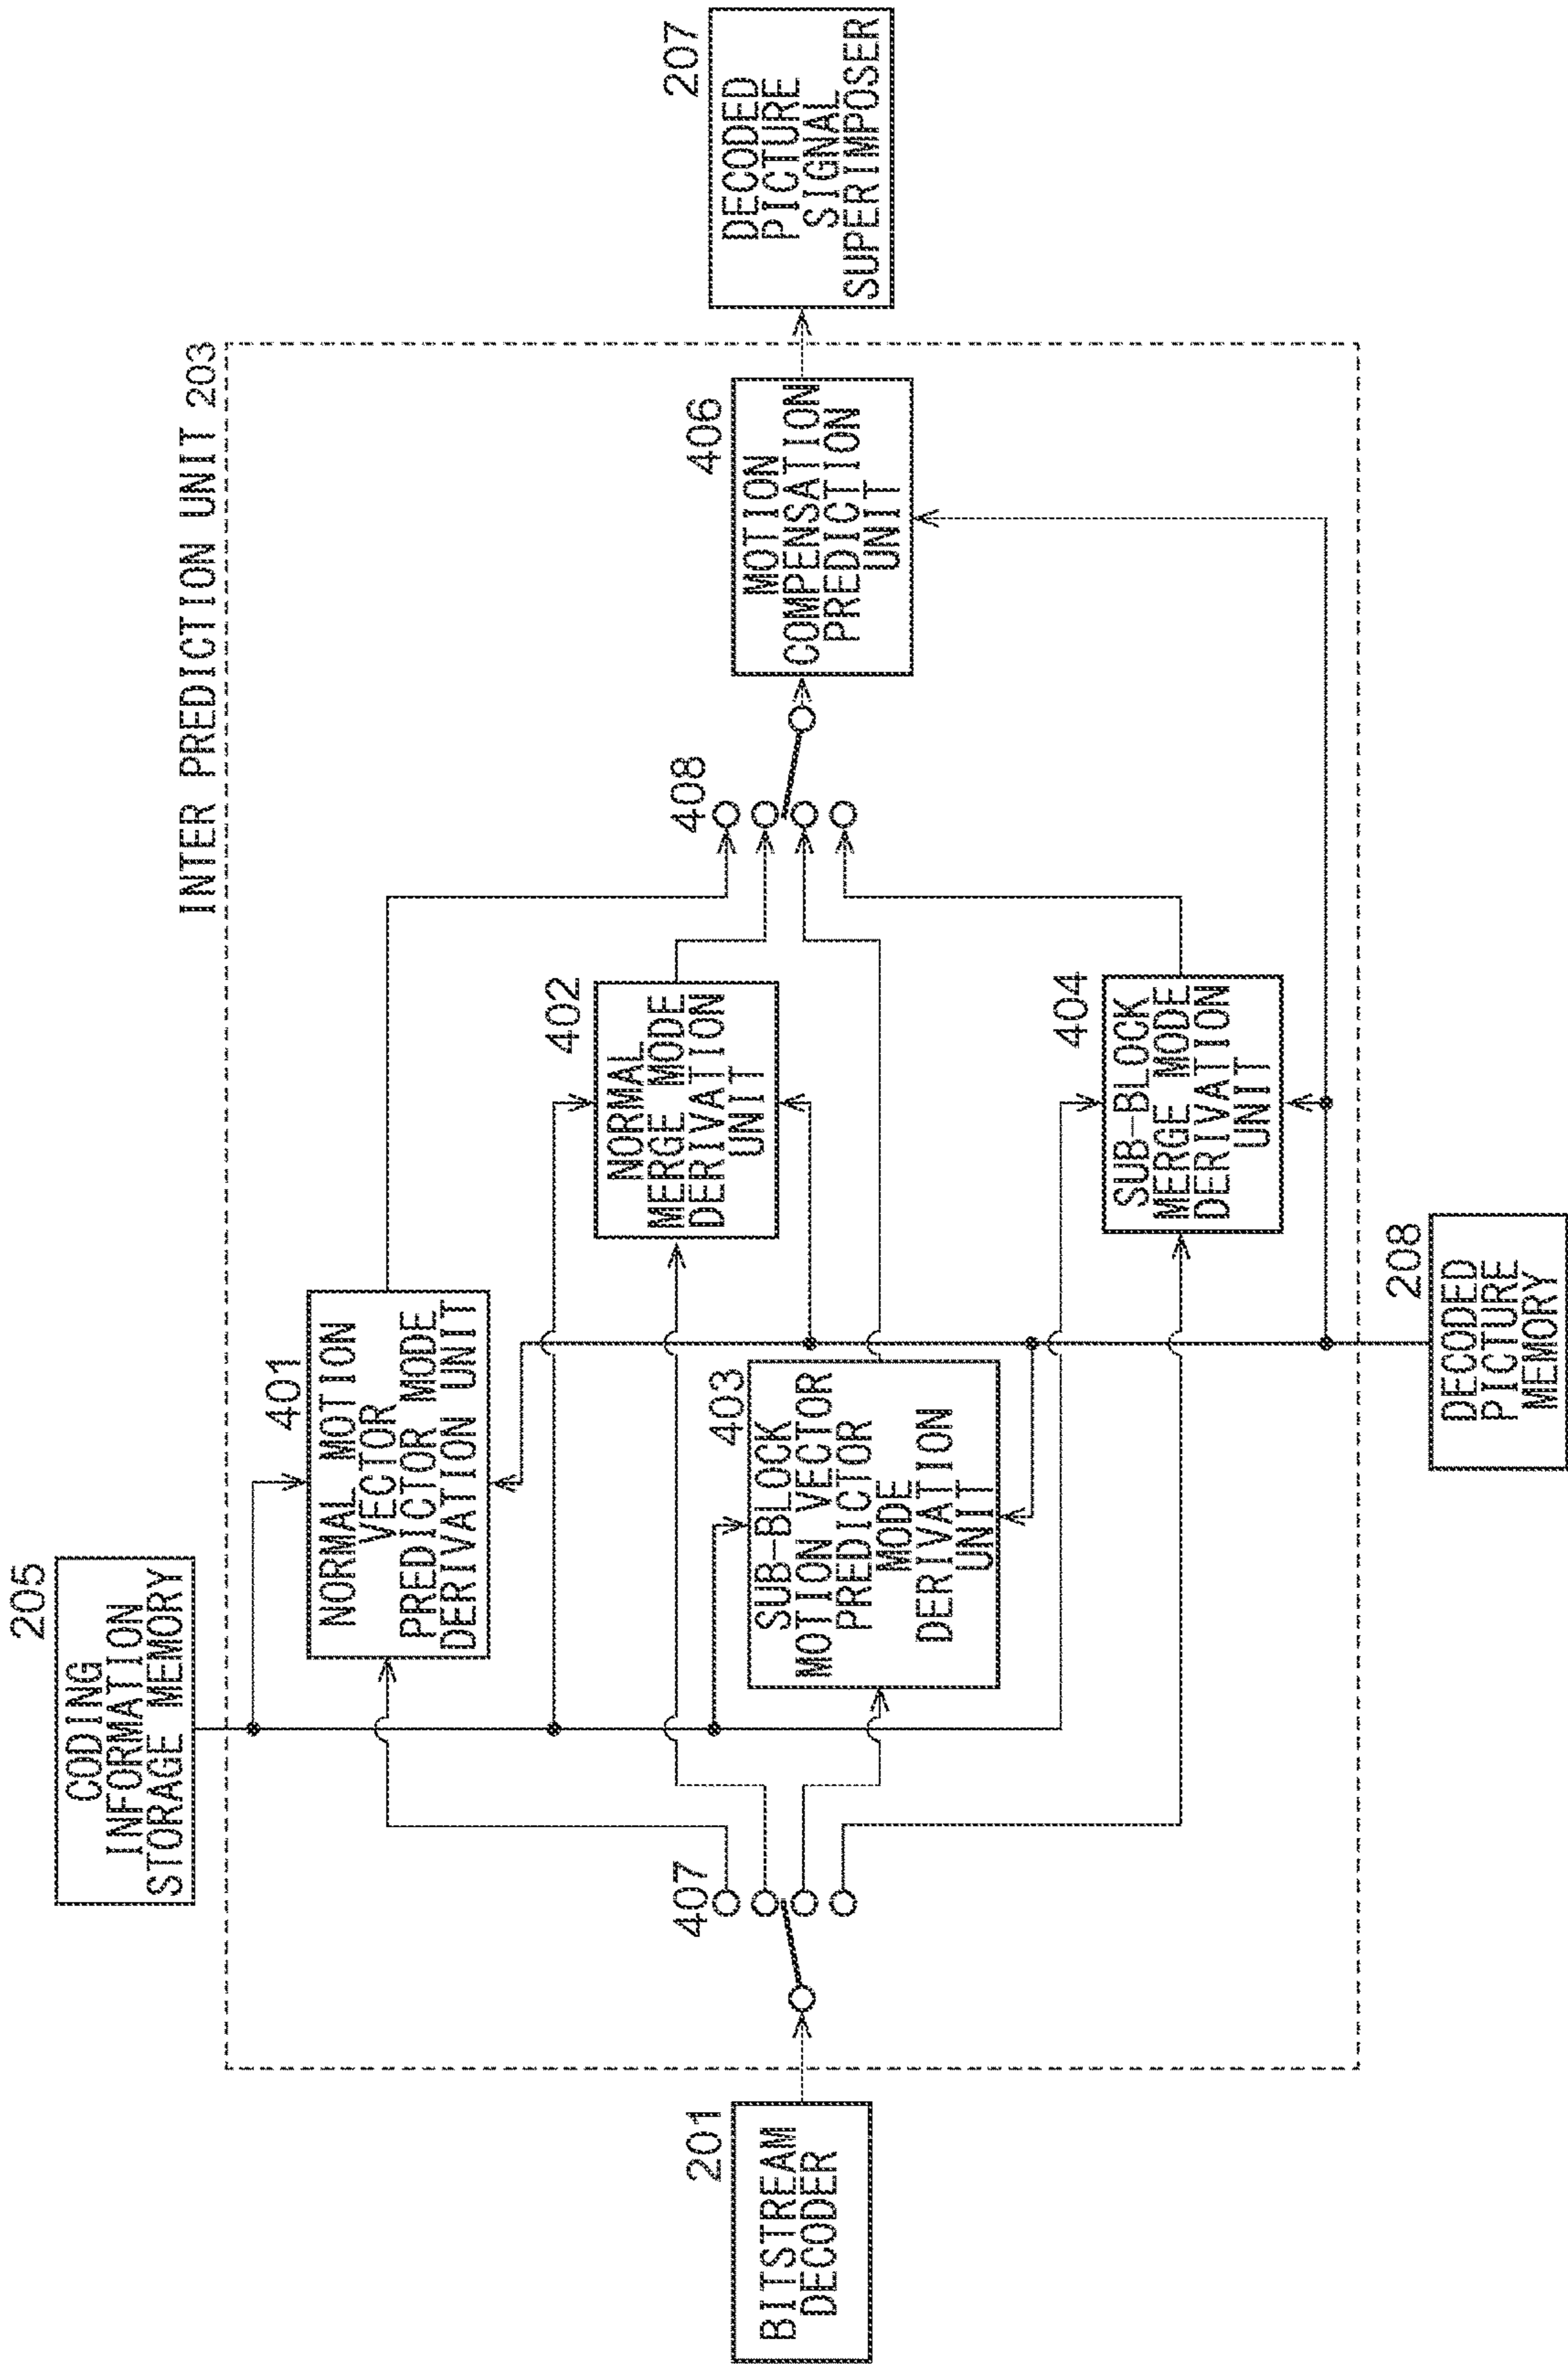 INTER PREDICTION UNIT 203
205
CODING
INFORMATION
STORAGE MEMORY
401
NORMAL MOTION
VECTOR
PREDICTOR MODE
DERIVATION UNIT
402
NORMAL
MERGE MODE
DERIVATION
UNIT
201
BITSTREAM
DECODER
407
403
SUB-BLOCK
MOTION VECTOR
PREDICTOR
MODE
DERIVATION
UNIT
408
406
MOTION
COMPENSATION
PREDICTION
UNIT
207
DECODED
PICTURE
SIGNAL
SUPERIMPOSER
404
SUB-BLOCK
MERGE MODE
DERIVATION
UNIT
208
DECODED
PICTURE
MEMORY